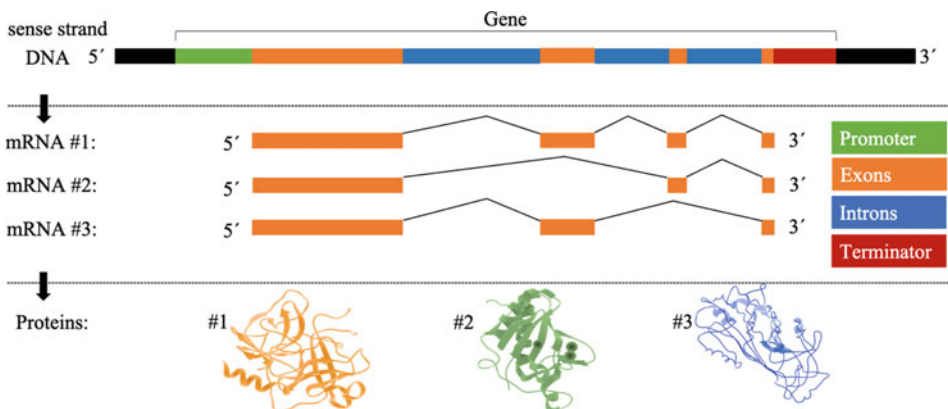 Gene
sense strand
DNA 5´ 3´
mRNA #1: 5´ 3´
Promoter
mRNA #2: 5´ 3´
Exons
mRNA #3: 5´ 3´
Introns
Terminator
Proteins: #1 #2 #3